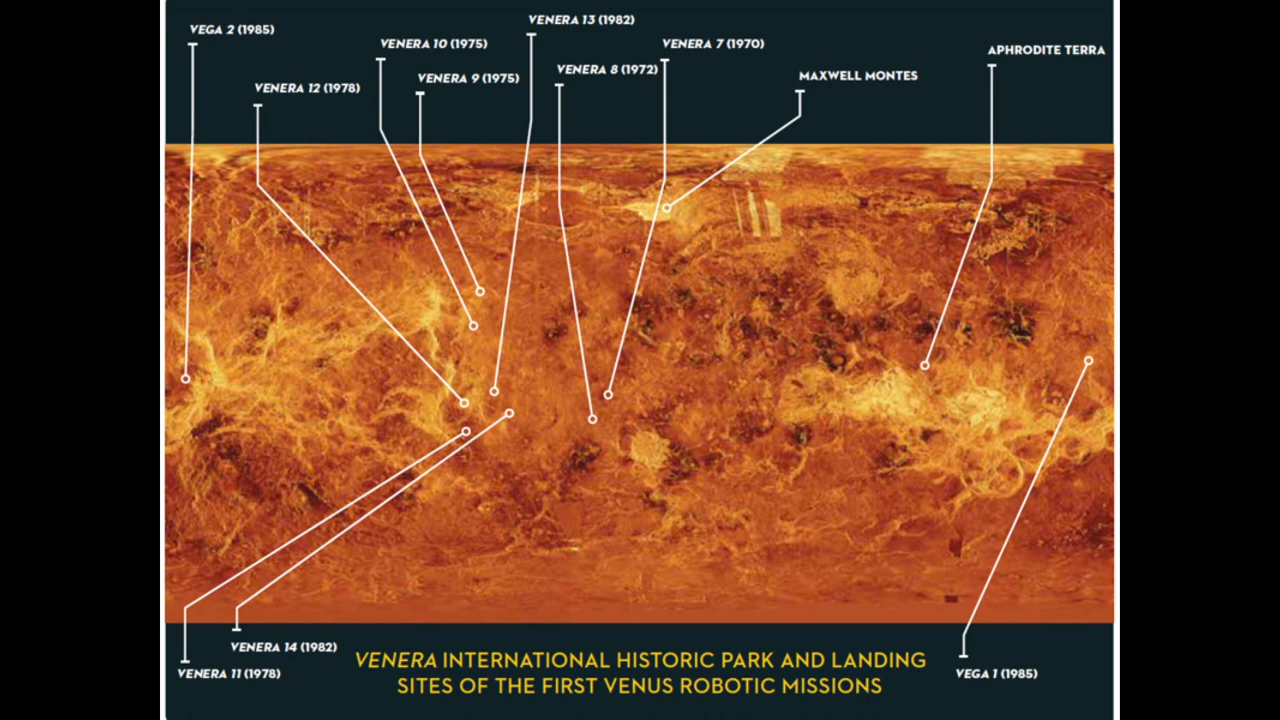 VENERA 13 (1982)
VEGA 2 (1985)
VENERA 10 (1975)
VENERA 7 (1970)
APHRODITE TERRA
VENERA 8 (1972)
MAXWELL MONTES
VENERA 9 (1975)
VENERA 12 (1978)
VENERA 14 (1982)
VENERA 11 (1978)
VEGA 1 (1985)
VENERA INTERNATIONAL HISTORIC PARK AND LANDING
SITES OF THE FIRST VENUS ROBOTIC MISSIONS